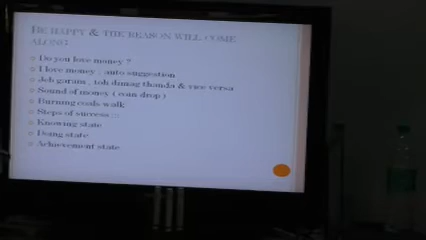 BE HAPPY & THE REASON WILL COME
ALONG
Do you love money ?
I love money : auto suggestion
Jeb garam , toh dimag thanda & vice versa
Sound of money ( coin drop )
Burning coals walk
Steps of success :::
Knowing state
Doing state
Achievement state